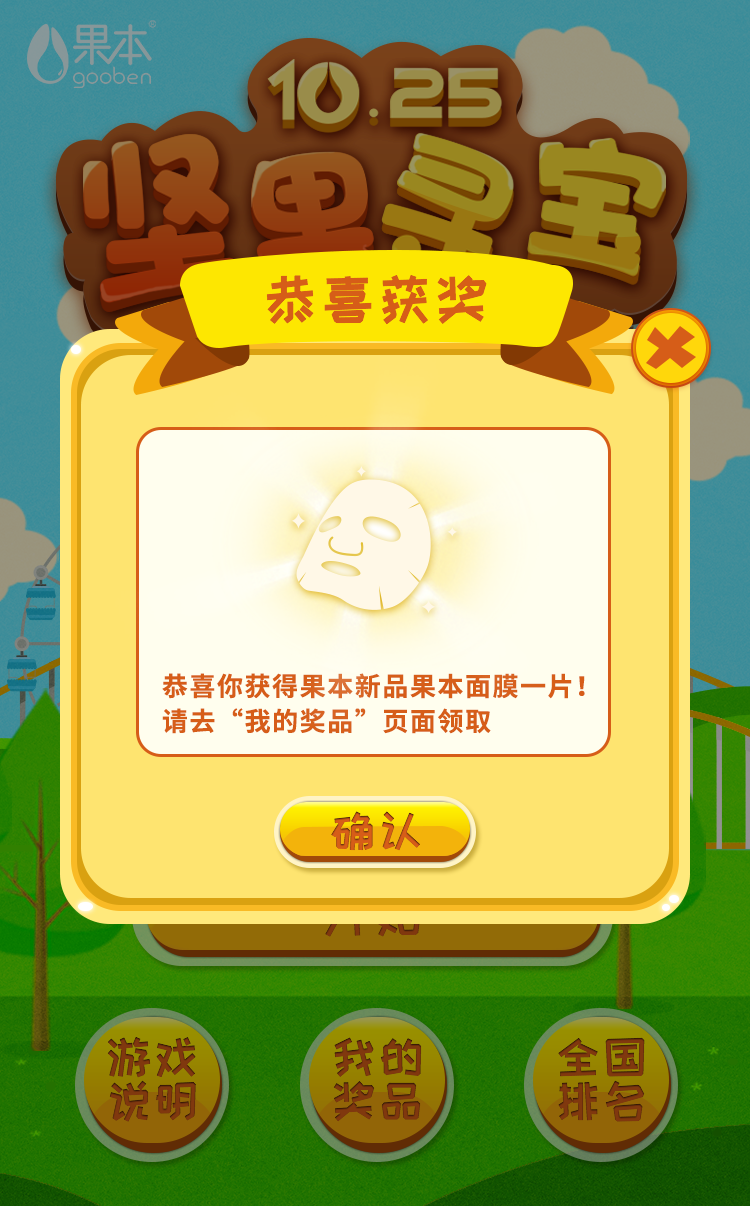 果本®
gooben
10.25
坚果寻宝
恭喜获奖
恭喜你获得果本新品果本面膜一片！
请去“我的奖品”页面领取
确认
开始
游戏
说明
我的
奖品
全国
排名